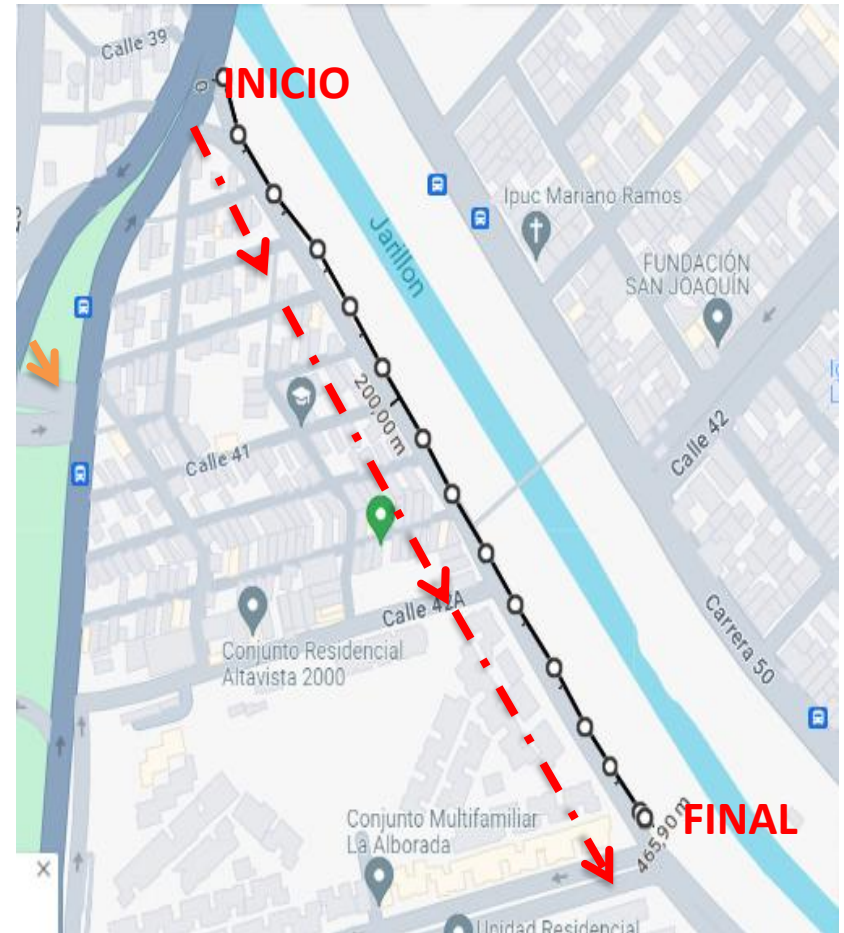 Calle 39
0
INICIO
Ipuc Mariano Ramos
Jarillon
FUNDACIÓN
SAN JOAQUÍN
200,00 m
Calle 41
Calle 42
Calle 42A
Conjunto Residencial
Altavista 2000
Carrera 50
Conjunto Multifamiliar
La Alborada
465,90 m
FINAL
Unidad Residencial